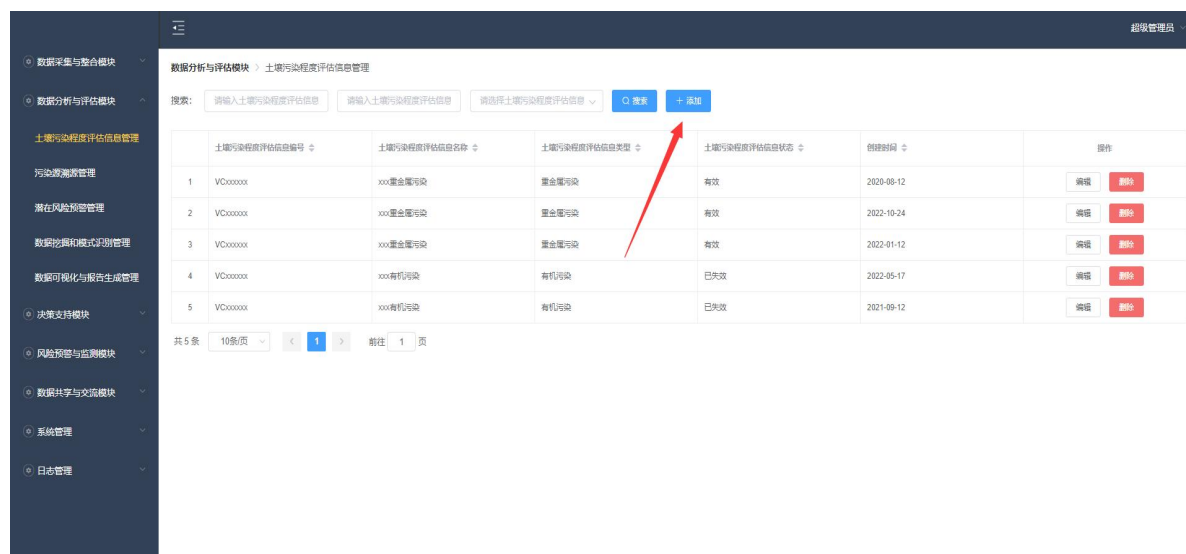 超级管理员
数据采集与整合模块
数据分析与评估模块
土壤污染程度评估信息管理
污染源溯源管理
潜在风险预警管理
数据挖掘和模式识别管理
数据可视化与报告生成管理
决策支持模块
风险预警与监测模块
数据共享与交流模块
系统管理
日志管理
数据分析与评估模块 > 土壤污染程度评估信息管理
搜索: 请输入土壤污染程度评估信息 请输入土壤污染程度评估信息 请选择土壤污染程度评估信息 搜索 + 添加
土壤污染程度评估信息编号 土壤污染程度评估信息名称 土壤污染程度评估信息类型 土壤污染程度评估信息状态 创建时间 操作
1 VCxxxxxx xxx重金属污染 重金属污染 有效 2020-08-12 编辑 删除
2 VCxxxxxx xxx重金属污染 重金属污染 有效 2022-10-24 编辑 删除
3 VCxxxxxx xxx重金属污染 重金属污染 有效 2022-01-12 编辑 删除
4 VCxxxxxx xxx有机污染 有机污染 已失效 2022-05-17 编辑 删除
5 VCxxxxxx xxx有机污染 有机污染 已失效 2021-09-12 编辑 删除
共 5 条 10条/页 < 1 > 前往 1 页